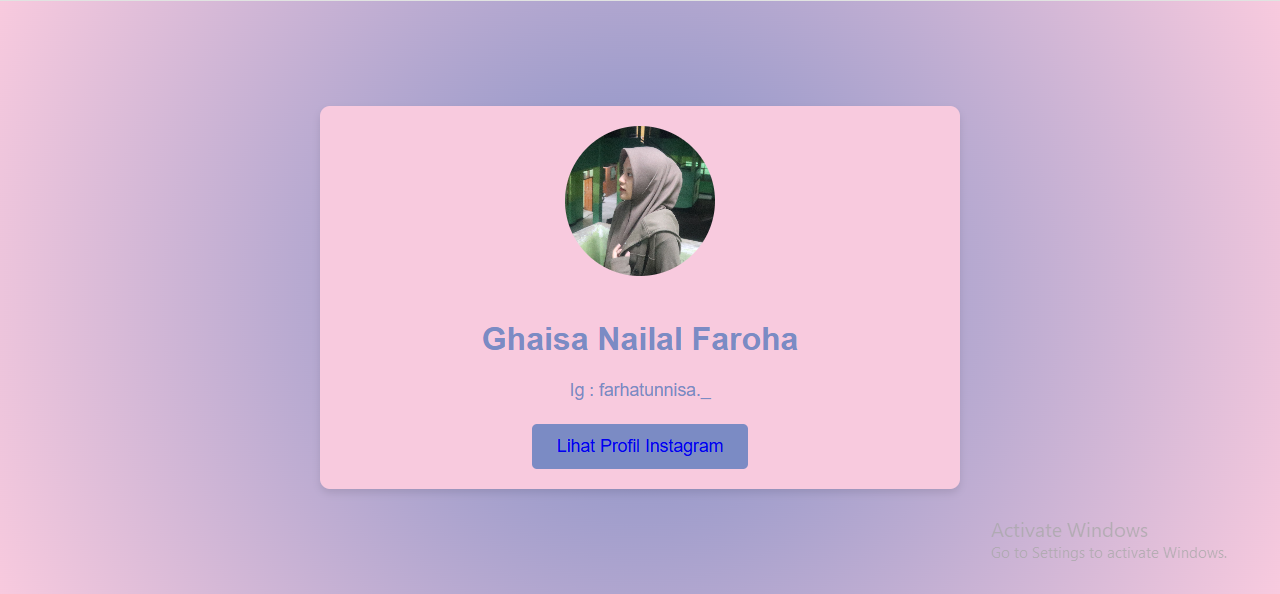 Ghaisa Nailal Faroha
Ig : farhatunnisa._
Lihat Profil Instagram
Activate Windows
Go to Settings to activate Windows.